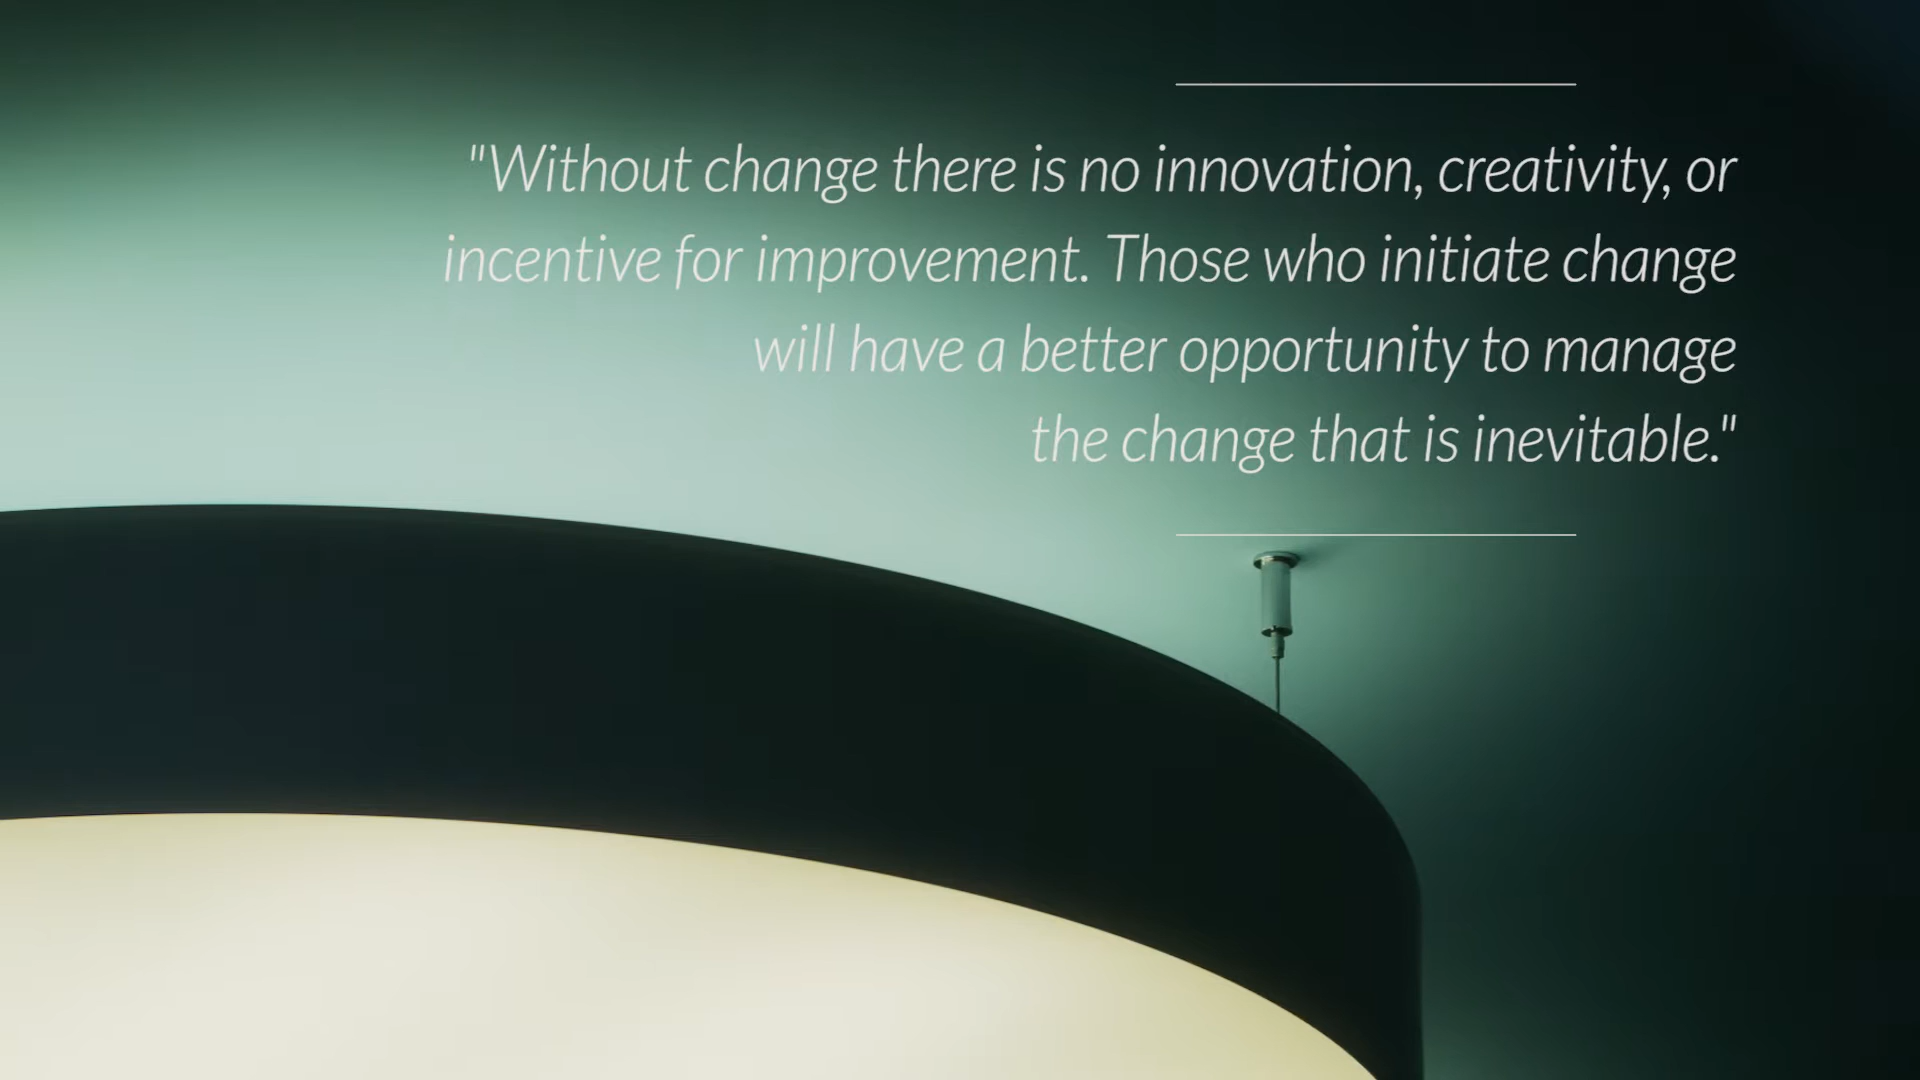 "Without change there is no innovation, creativity, or
incentive for improvement. Those who initiate change
will have a better opportunity to manage
the change that is inevitable."